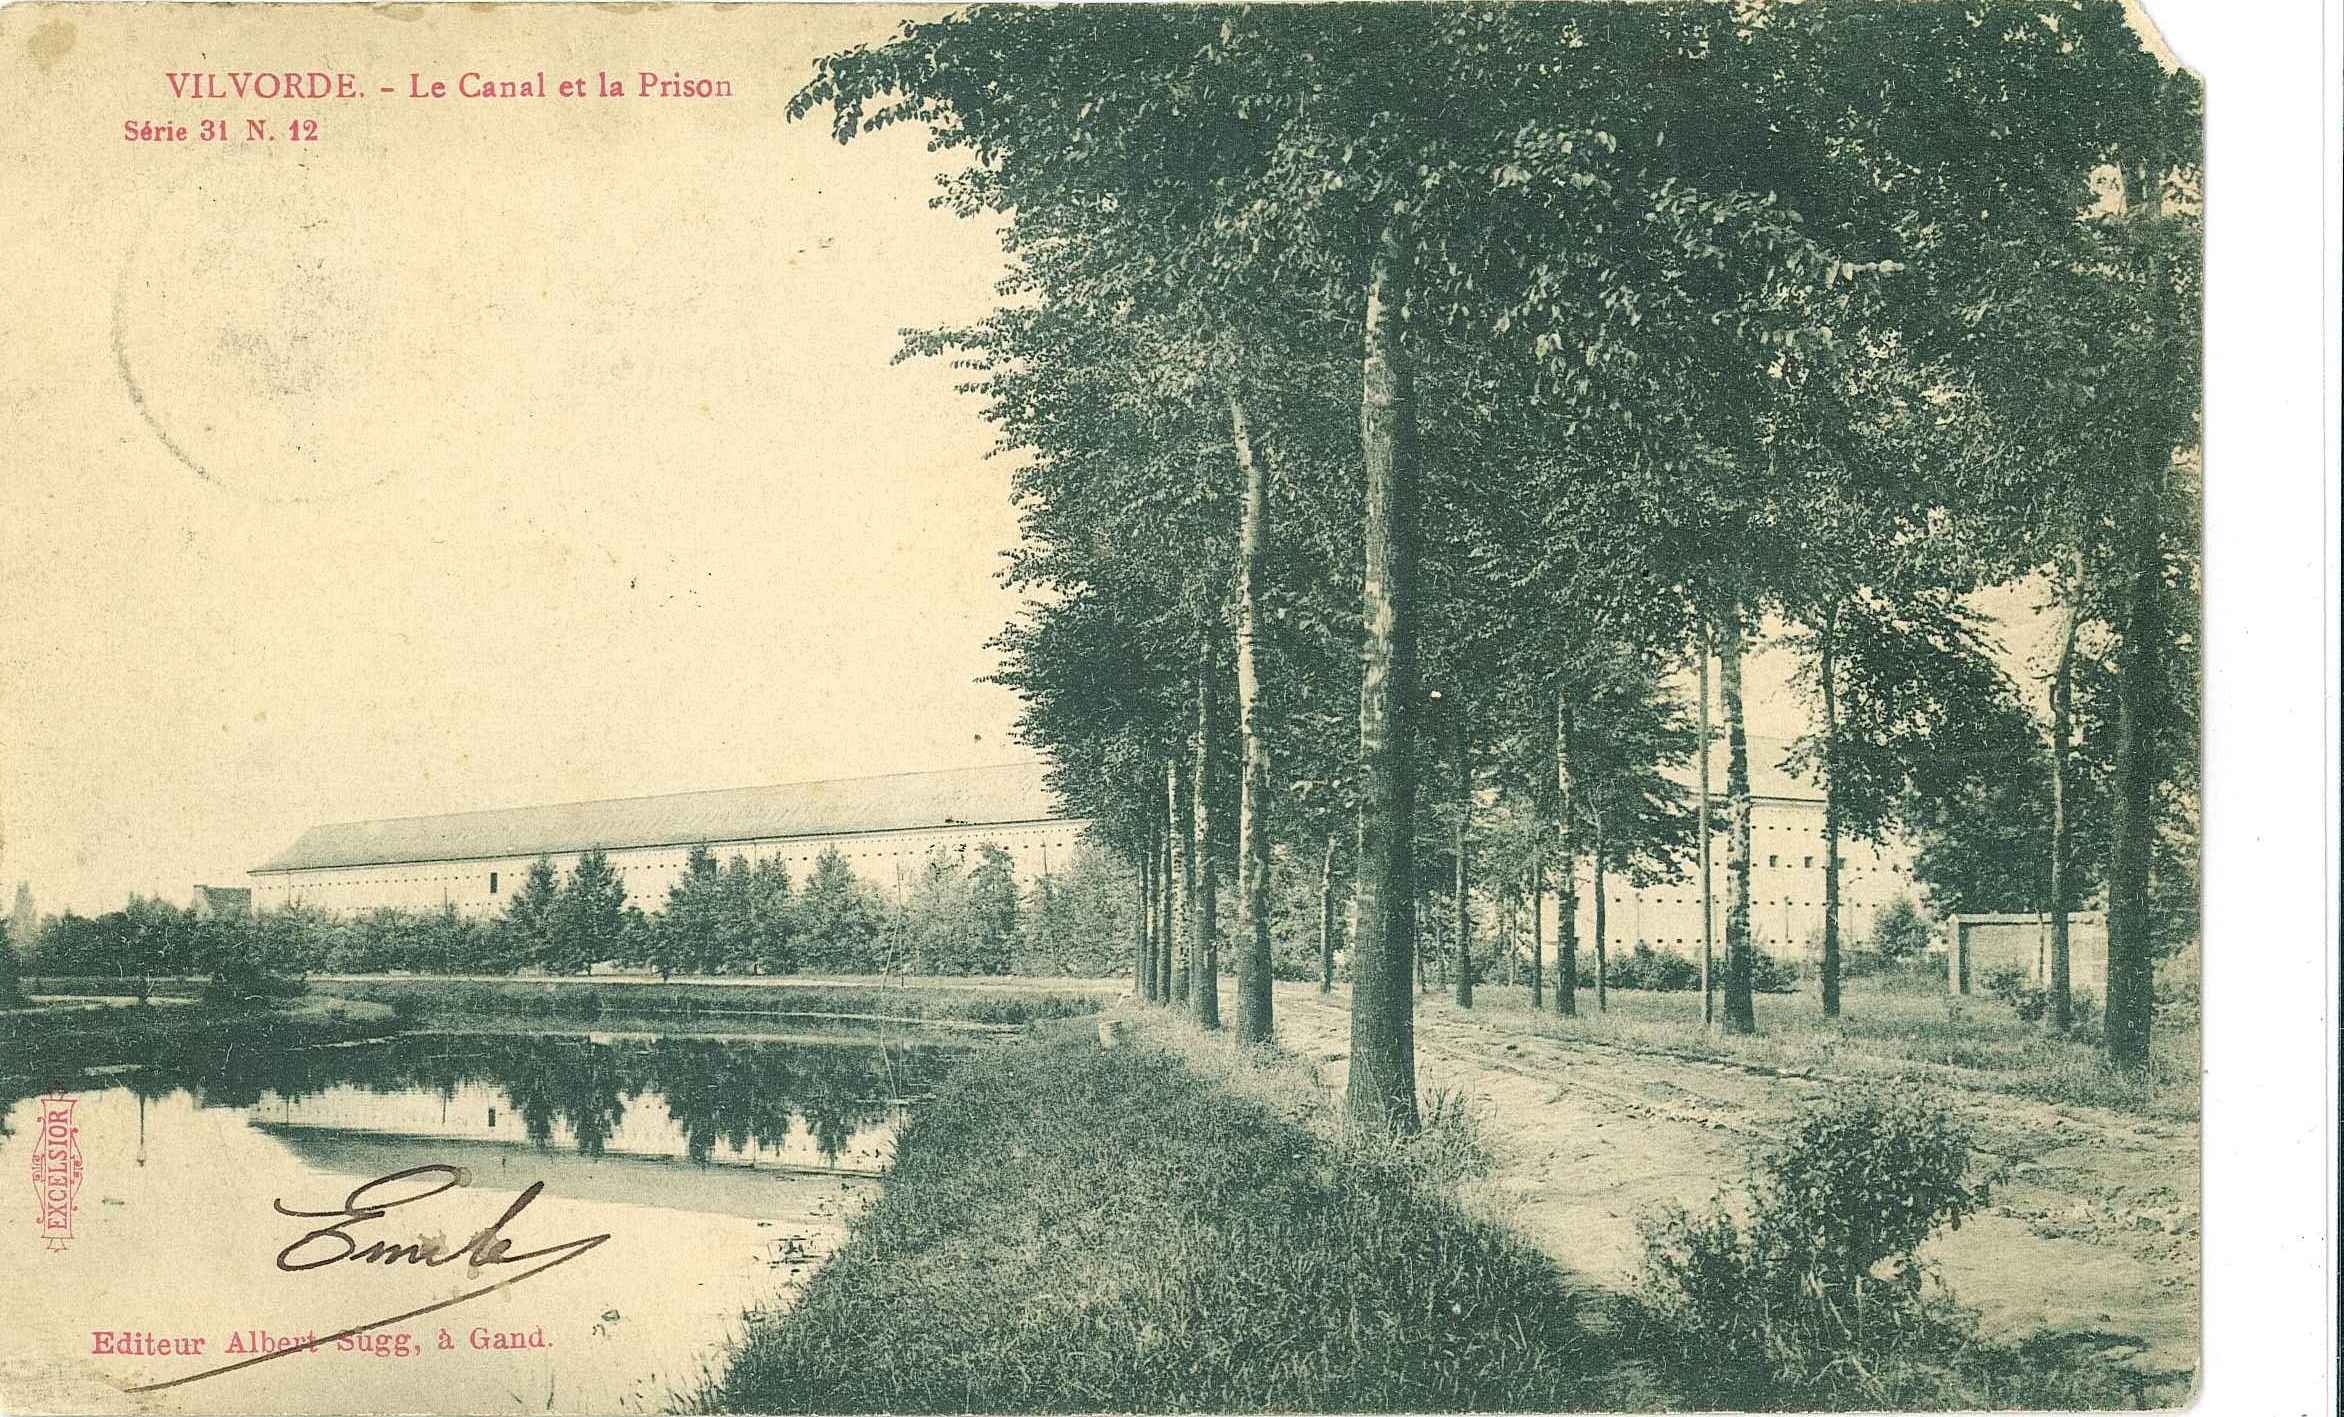 VILVORDE. - Le Canal et la Prison
Série 31 N. 12
EXCELSIOR
Emile
Editeur Albert Sugg, à Gand.